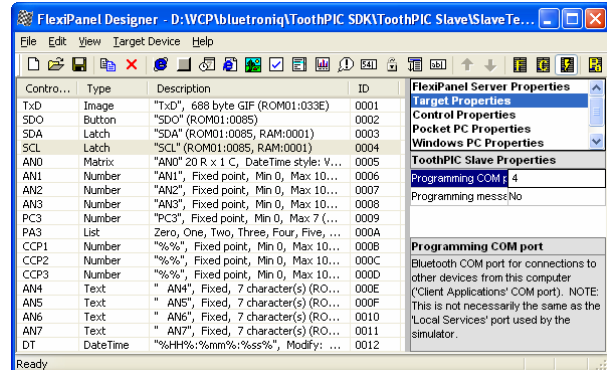 FlexiPanel Designer - D:\VCP\bluetroniq\ToothPIC SDK\ToothPIC Slave\SlaveTe...
File Edit View Target Device Help
Contro... Type Description ID
TxD Image "TxD", 688 byte GIF (ROM01:033E) 0001
SDO Button "SDO" (ROM01:0085) 0002
SDA Latch "SDA" (ROM01:0085, RAM:0001) 0003
SCL Latch "SCL" (ROM01:0085, RAM:0001) 0004
AN0 Matrix "AN0" 20 R x 1 C, DateTime style: V... 0005
AN1 Number "AN1", Fixed point, Min 0, Max 10... 0006
AN2 Number "AN2", Fixed point, Min 0, Max 10... 0007
AN3 Number "AN3", Fixed point, Min 0, Max 10... 0008
PC3 Number "PC3", Fixed point, Min 0, Max 7 (... 0009
PA3 List Zero, One, Two, Three, Four, Five, ... 000A
CCP1 Number "%%", Fixed point, Min 0, Max 10... 000B
CCP2 Number "%%", Fixed point, Min 0, Max 10... 000C
CCP3 Number "%%", Fixed point, Min 0, Max 10... 000D
AN4 Text " AN4", Fixed, 7 character(s) (RO... 000E
AN5 Text " AN5", Fixed, 7 character(s) (RO... 000F
AN6 Text " AN6", Fixed, 7 character(s) (RO... 0010
AN7 Text " AN7", Fixed, 7 character(s) (RO... 0011
DT DateTime "%HH%:%mm%:%ss%", Modify: ... 0012
FlexiPanel Server Properties
Target Properties
Control Properties
Pocket PC Properties
Windows PC Properties
ToothPIC Slave Properties
Programming COM p 4
Programming messa No
Programming COM port
Bluetooth COM port for connections to
other devices from this computer
('Client Applications' COM port). NOTE:
This is not necessarily the same as the
'Local Services' port used by the
simulator.
Ready